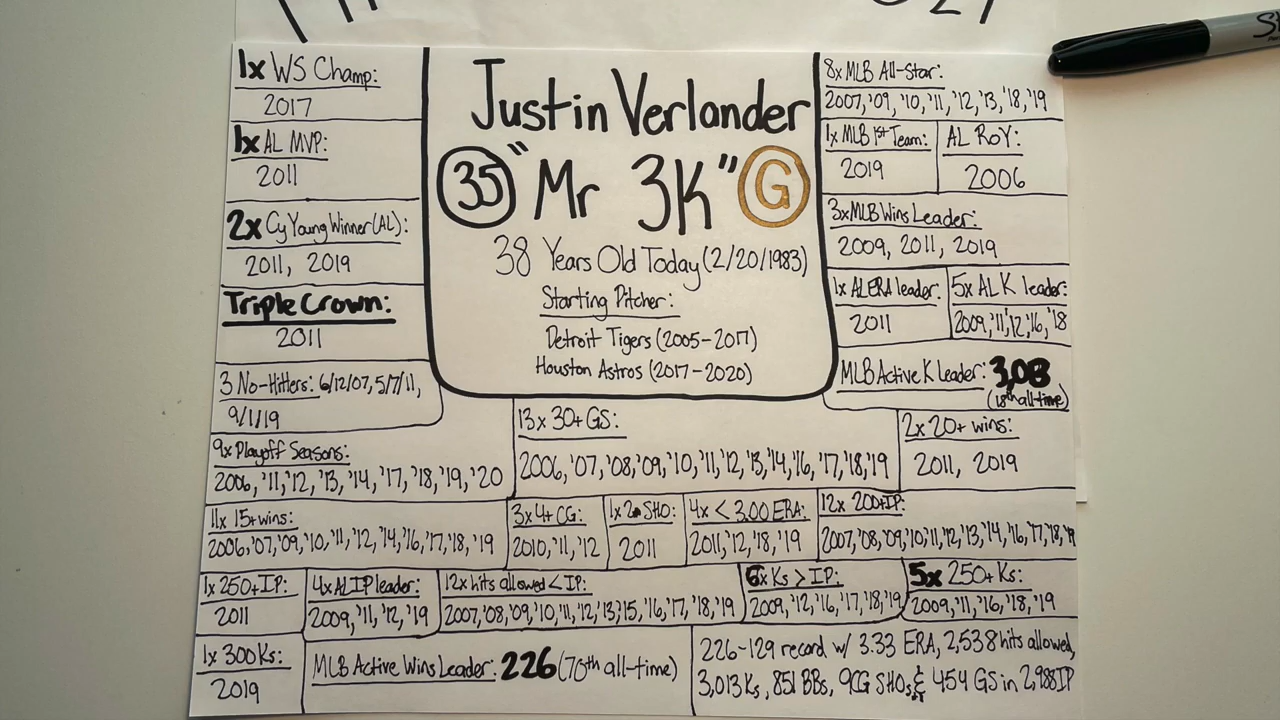 1x WS Champ:
2017
1x AL MVP:
2011
2x Cy Young Winner (AL):
2011, 2019
Triple Crown:
2011
3 No-Hitters: 6/12/07, 5/7/11,
9/1/19
Justin Verlander
35 "Mr 3K" G
38 Years Old Today (2/20/1983)
Starting Pitcher:
Detroit Tigers (2005-2017)
Houston Astros (2017-2020)
8x MLB All-Star:
2007, '09, '10, '11, '12, '13, '18, '19
1x MLB 1st Team:
2019
AL RoY:
2006
3x MLB Wins Leader:
2009, 2011, 2019
1x AL ERA leader:
2011
5x AL K leader:
2009, '11, '12, '16, '18
MLB Active K Leader:
(18th all-time)
9x Playoff Seasons:
2006, '11, '12, '13, '14, '17, '18, '19, '20
13x 30+ GS:
2006, '07, '08, '09, '10, '11, '12, '13, '14, '16, '17, '18, '19
2x 20+ wins:
2011, 2019
11x 15+ wins:
2006, '07, '09, '10, '11, '12, '14, '16, '17, '18, '19
3x 4+ CG:
2010, '11, '12
1x 2 SHO:
2011
4x < 3.00 ERA:
2011, '12, '18, '19
12x 200+ IP:
2007, '08, '09, '10, '11, '12, '13, '14, '16, '17, '18, '19
1x 250+ IP:
2011
4x AL IP leader:
2009, '11, '12, '19
12x hits allowed < IP:
2007, '08, '09, '10, '11, '12, '13, '15, '16, '17, '18, '19
6x Ks > IP:
2009, '12, '16, '17, '18, '19
5x 250+ Ks:
2009, '11, '16, '18, '19
1x 300 Ks:
2019
MLB Active Wins Leader: 226 (70th all-time)
226-129 record w/ 3.33 ERA, 2,538 hits allowed,
3,013 Ks, 851 BBs, 9 CG SHOs, & 454 GS in 2,988 IP